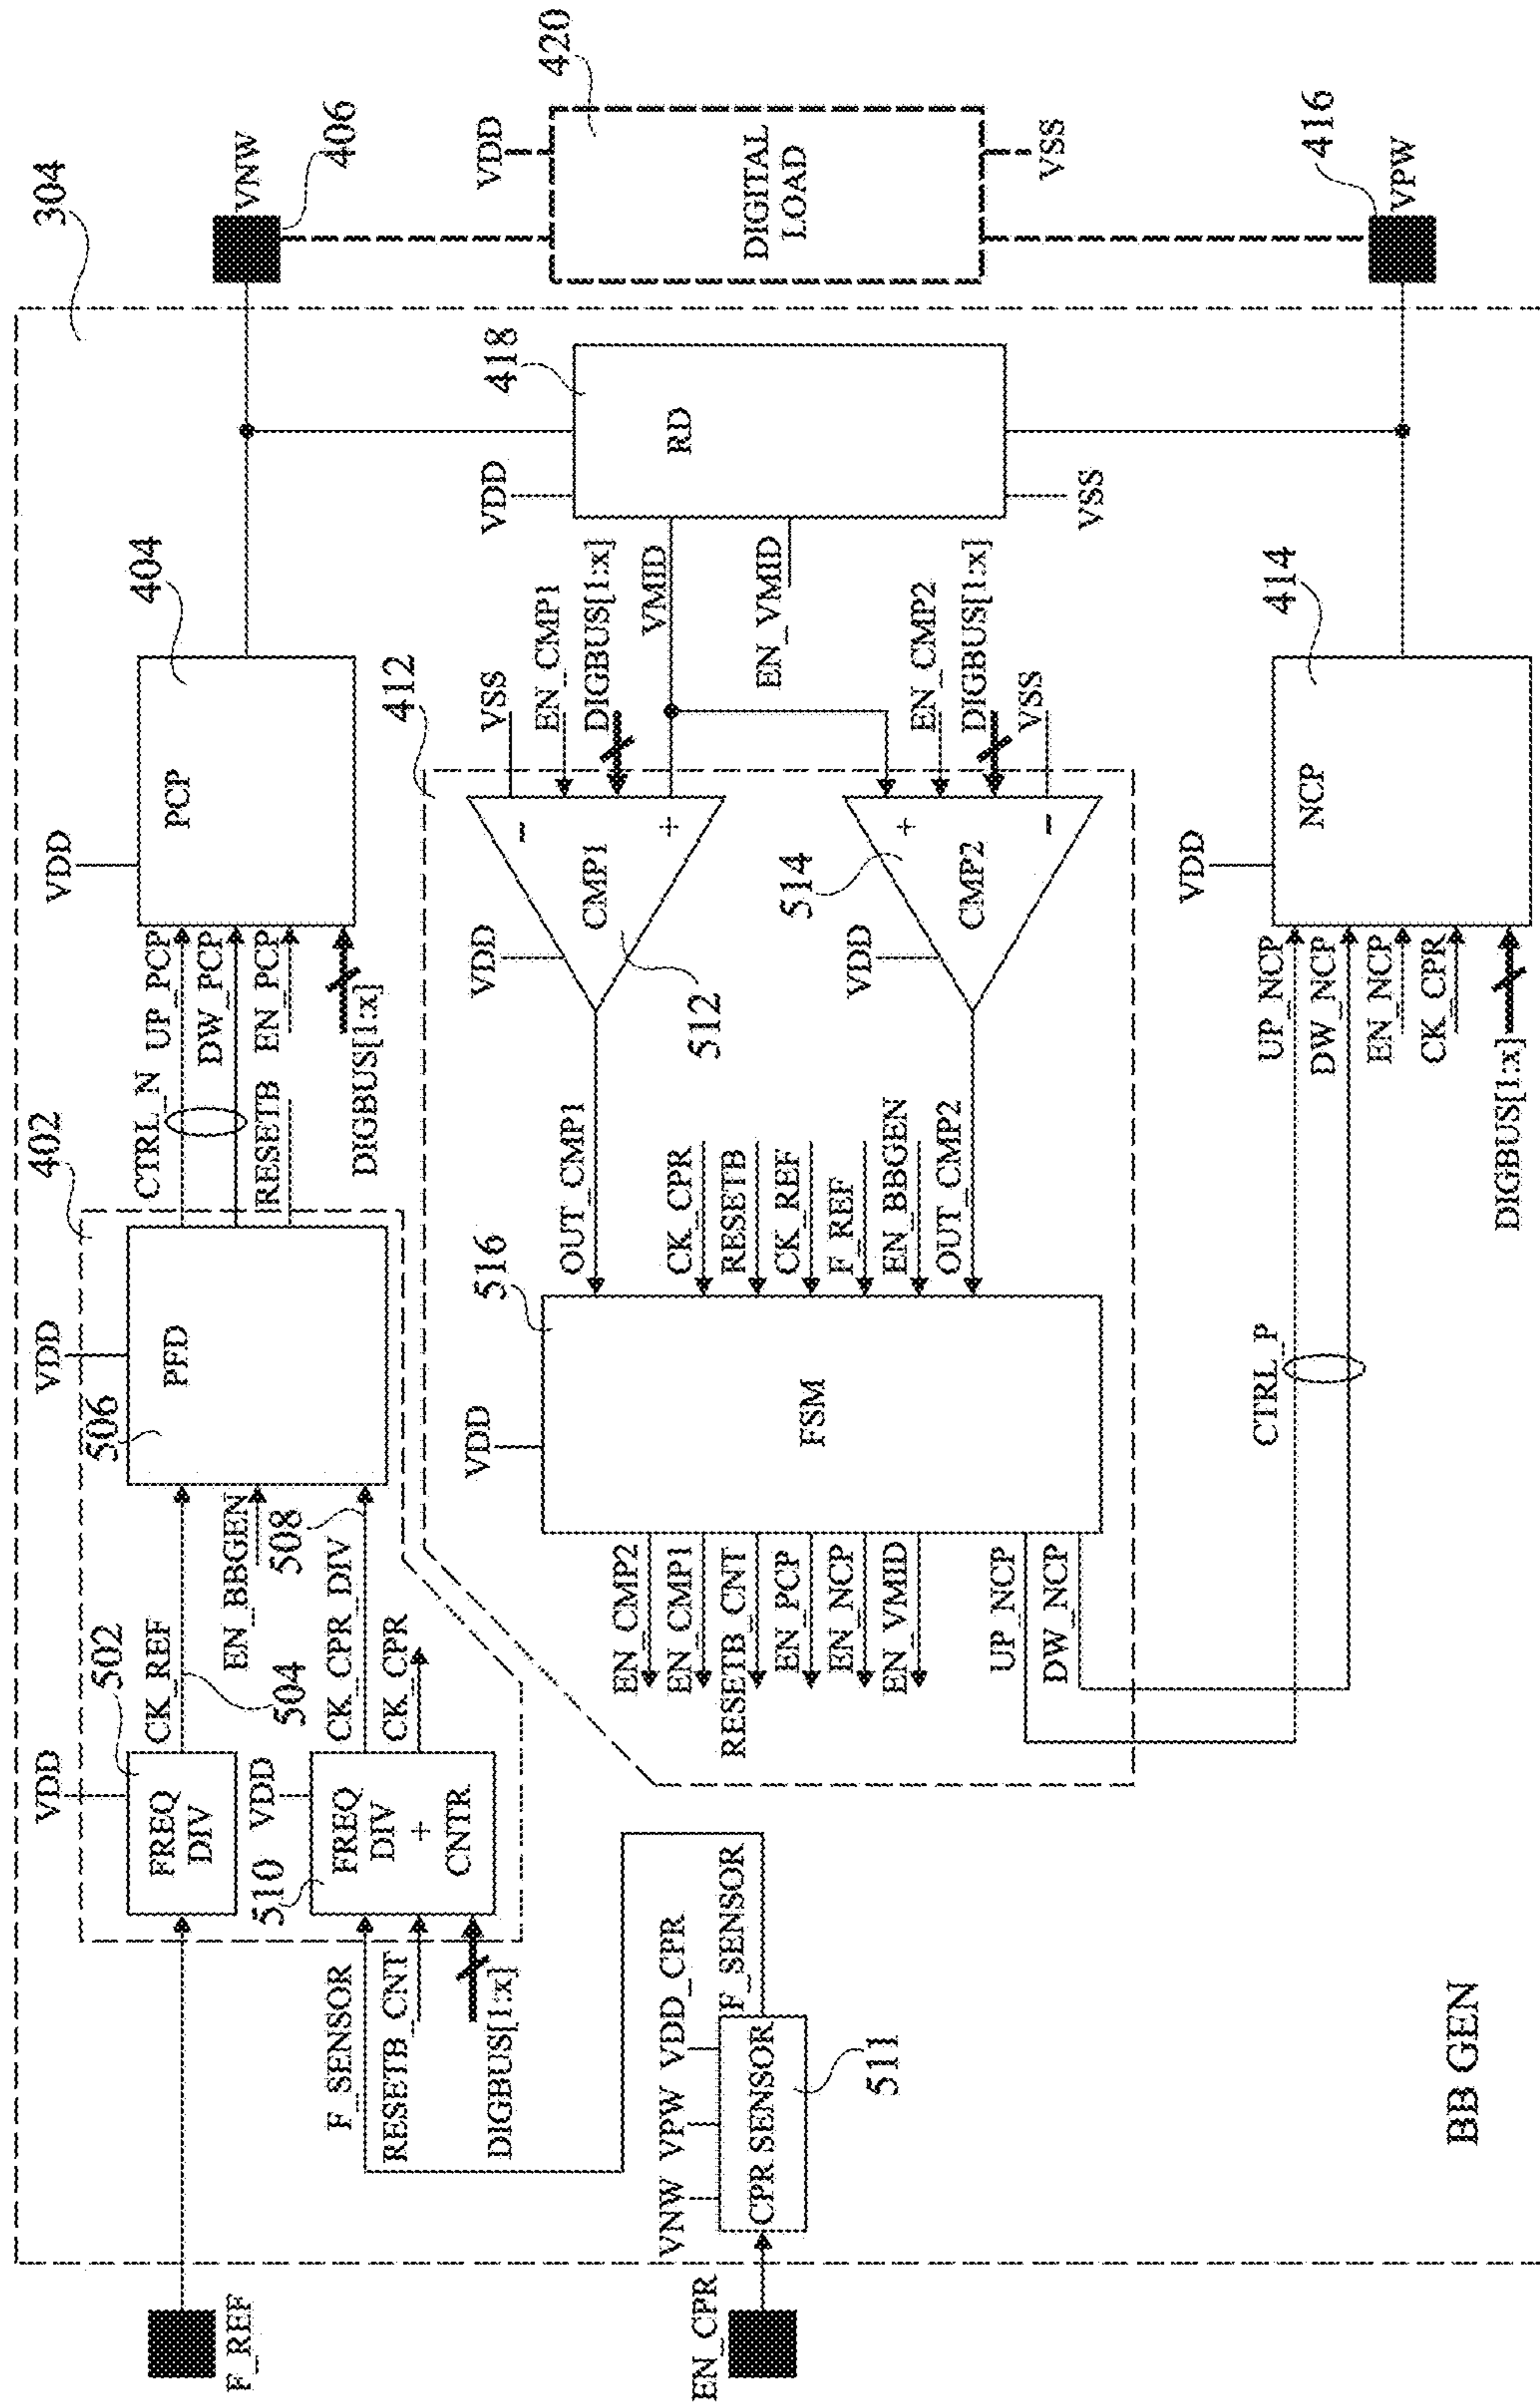 304
F_REF
VDD
FREQ
DIV
502
CK_REF
504
EN_BBGEN
508
VDD
510
FREQ
DIV
+
CNTR
CK_CPR_DIV
CK_CPR
F_SENSOR
RESETB_CNT
DIGBUS[1:x]
VDD
506
PFD
402
CTRL_N
UP_PCP
DW_PCP
RESETB
EN_PCP
DIGBUS[1:x]
VDD
PCP
404
VNW
406
EN_CPR
VNW
VPW
VDD_CPR
CPR SENSOR
F_SENSOR
511
EN_CMP2
EN_CMP1
RESETB_CNT
EN_PCP
EN_NCP
EN_VMID
UP_NCP
DW_NCP
VDD
FSM
516
OUT_CMP1
CK_CPR
RESETB
CK_REF
F_REF
EN_BBGEN
OUT_CMP2
412
VDD
CMP1
-
+
512
VSS
EN_CMP1
DIGBUS[1:x]
VMID
EN_VMID
VDD
514
CMP2
+
-
EN_CMP2
DIGBUS[1:x]
VSS
VDD
RD
418
VSS
VDD
DIGITAL
LOAD
420
VSS
CTRL_P
UP_NCP
DW_NCP
EN_NCP
CK_CPR
DIGBUS[1:x]
VDD
NCP
414
416
VPW
BB GEN